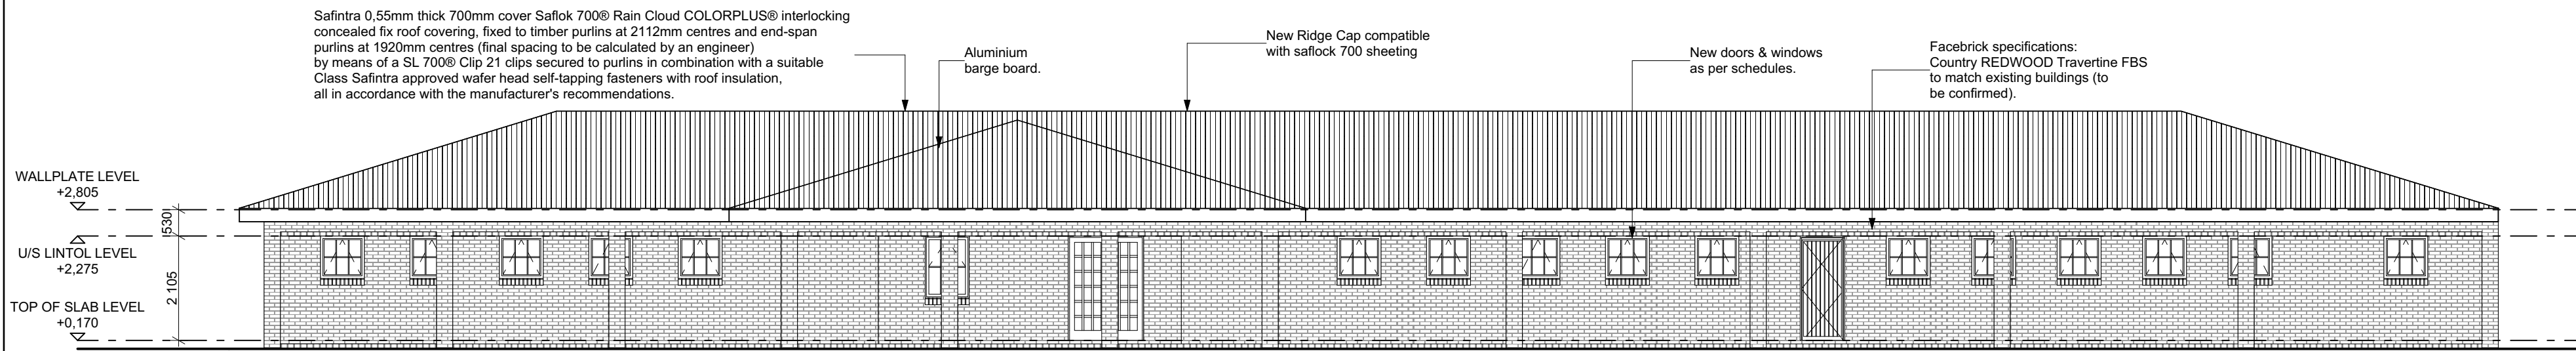 Safintra 0,55mm thick 700mm cover Saflok 700® Rain Cloud COLORPLUS® interlocking
concealed fix roof covering, fixed to timber purlins at 2112mm centres and end-span
purlins at 1920mm centres (final spacing to be calculated by an engineer)
by means of a SL 700® Clip 21 clips secured to purlins in combination with a suitable
Class Safintra approved wafer head self-tapping fasteners with roof insulation,
all in accordance with the manufacturer's recommendations.
Aluminium
barge board.
New Ridge Cap compatible
with saflock 700 sheeting
New doors & windows
as per schedules.
Facebrick specifications:
Country REDWOOD Travertine FBS
to match existing buildings (to
be confirmed).
WALLPLATE LEVEL
+2,805
530
U/S LINTOL LEVEL
+2,275
2 105
TOP OF SLAB LEVEL
+0,170